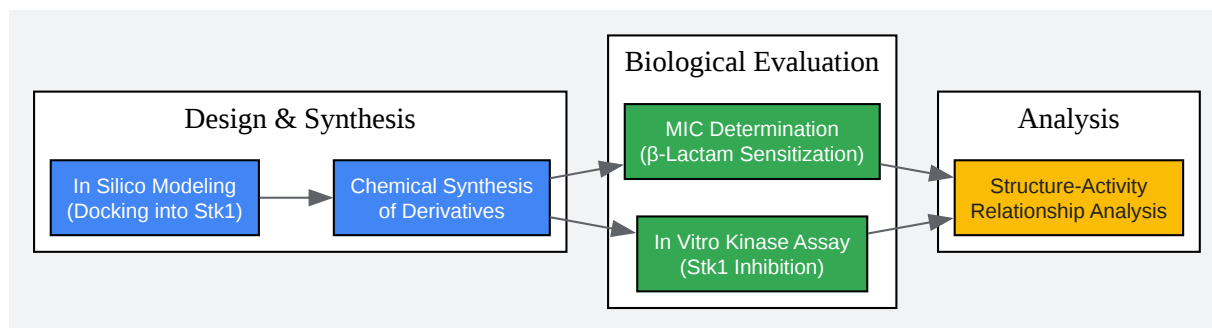 Design & Synthesis
In Silico Modeling
(Docking into Stk1)
Chemical Synthesis
of Derivatives
Biological Evaluation
MIC Determination
(β-Lactam Sensitization)
In Vitro Kinase Assay
(Stk1 Inhibition)
Analysis
Structure-Activity
Relationship Analysis